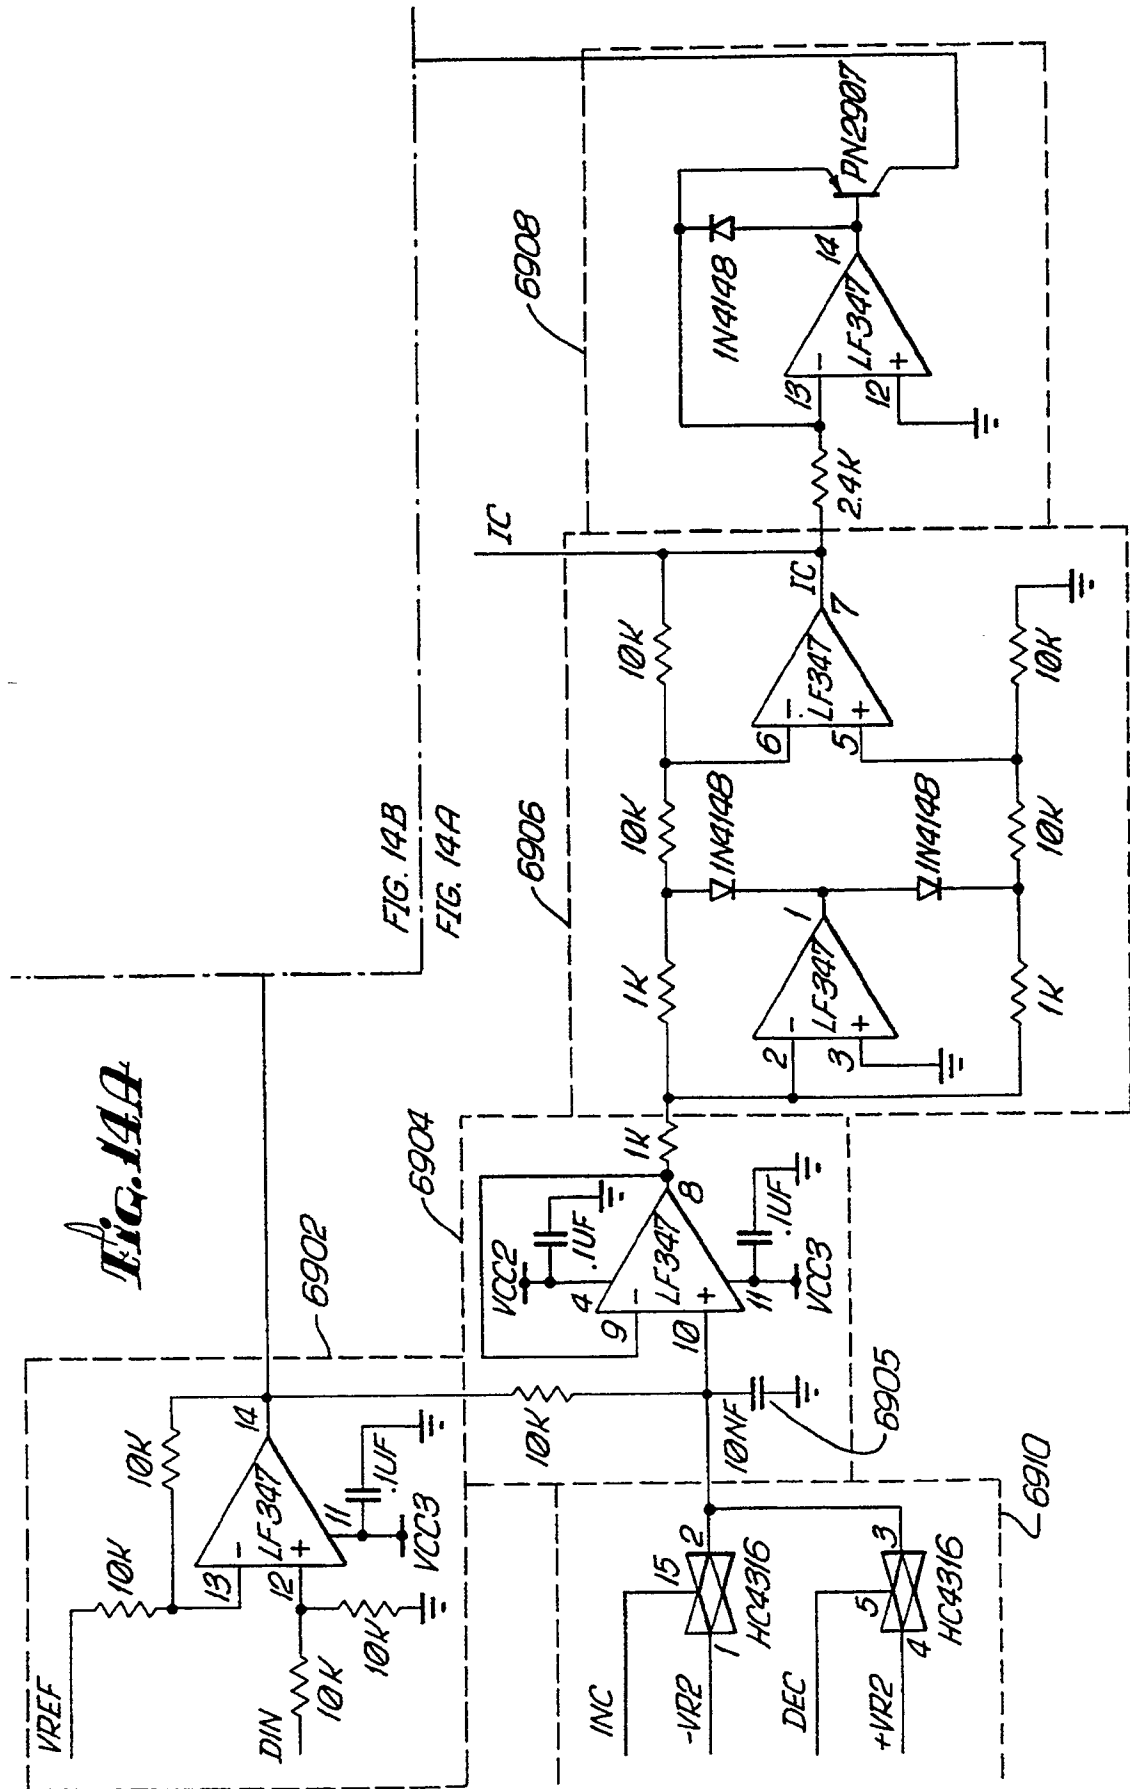 Fig. 14A
FIG. 14B
FIG. 14A
6902
VREF
10K
10K
DIN
10K
10K
13
12
LF347
14
11
.1UF
VCC3
6904
10K
10NF
6905
VCC2
.1UF
4
9
10
LF347
8
11
.1UF
VCC3
1K
6910
INC
-VR2
15
1
2
HC4316
DEC
+VR2
5
4
3
HC4316
6906
1K
10K
10K
2
3
LF347
1
1N4148
1N4148
1K
10K
10K
6
5
LF347
7
IC
IC
6908
2.4K
13
12
LF347
14
1N4148
PN2907